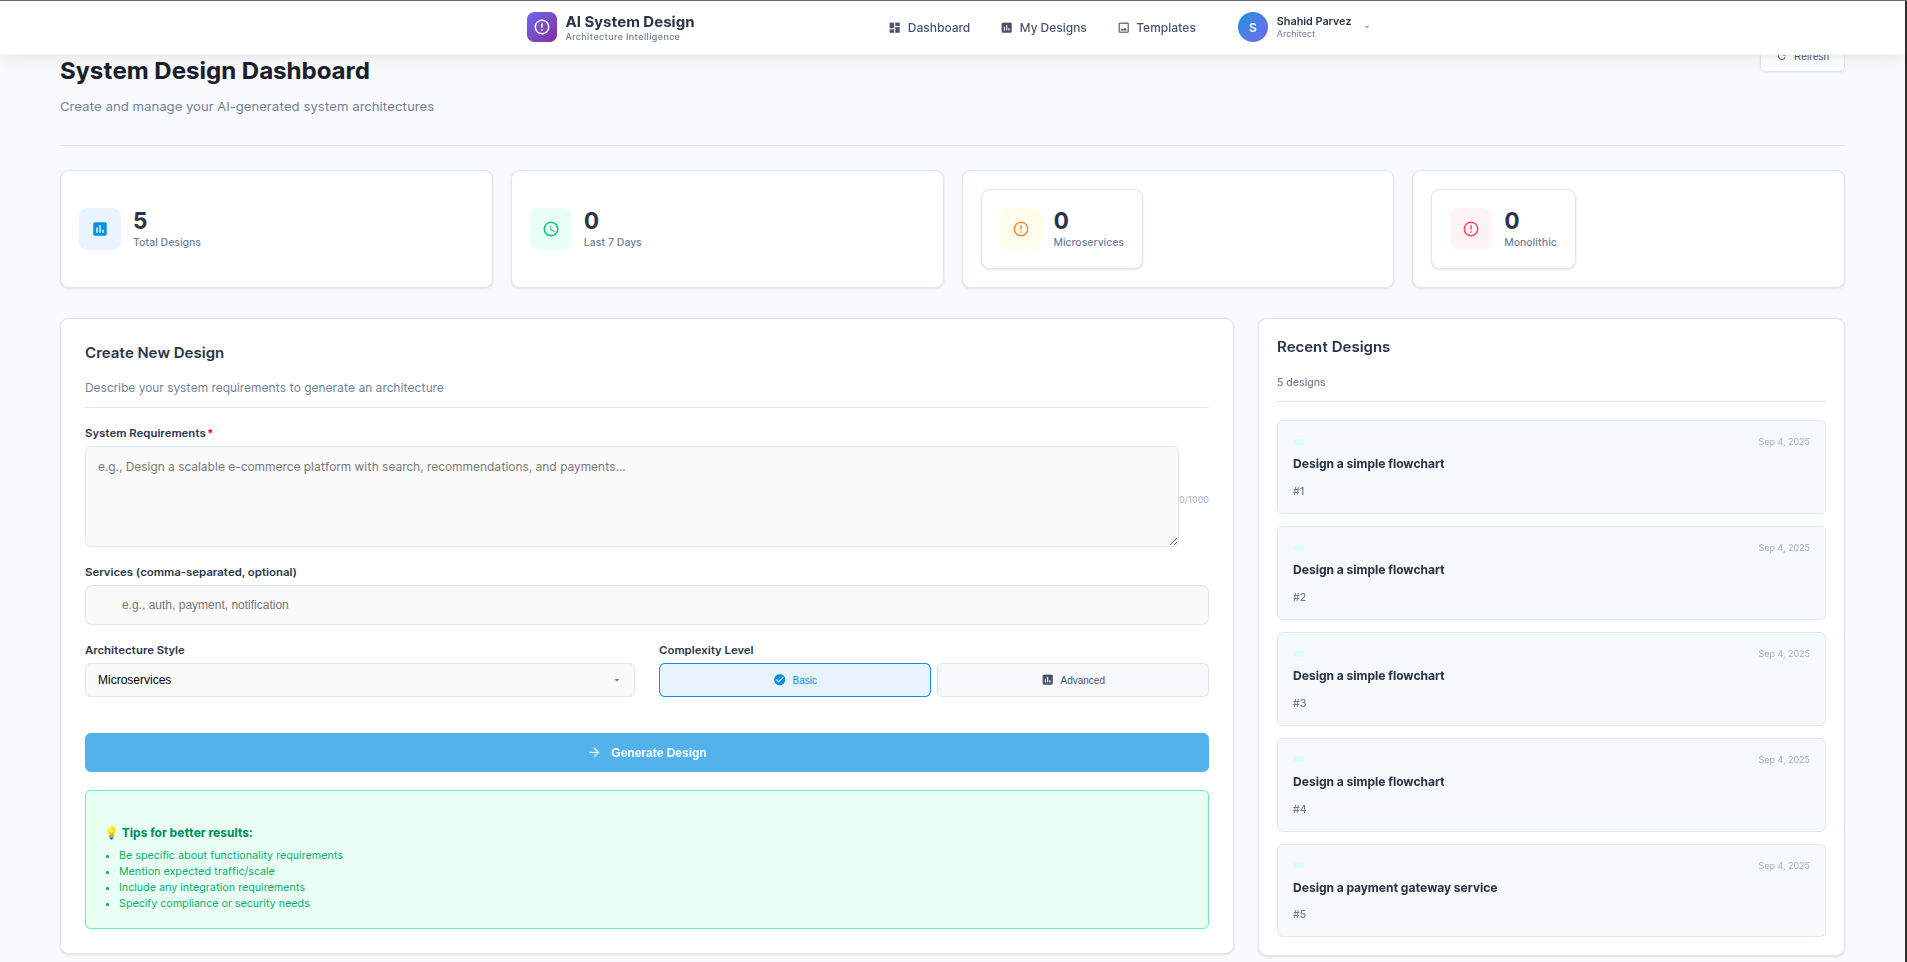 AI System Design
Architecture Intelligence
Dashboard
My Designs
Templates
S
Shahid Parvez
Architect
System Design Dashboard
Refresh
Create and manage your AI-generated system architectures
5
Total Designs
0
Last 7 Days
0
Microservices
0
Monolithic
Create New Design
Describe your system requirements to generate an architecture
System Requirements*
e.g., Design a scalable e-commerce platform with search, recommendations, and payments...
0/1000
Services (comma-separated, optional)
e.g., auth, payment, notification
Architecture Style
Microservices
Complexity Level
Basic
Advanced
Generate Design
💡 Tips for better results:
• Be specific about functionality requirements
• Mention expected traffic/scale
• Include any integration requirements
• Specify compliance or security needs
Recent Designs
5 designs
Sep 4, 2025
Design a simple flowchart
#1
Sep 4, 2025
Design a simple flowchart
#2
Sep 4, 2025
Design a simple flowchart
#3
Sep 4, 2025
Design a simple flowchart
#4
Sep 4, 2025
Design a payment gateway service
#5